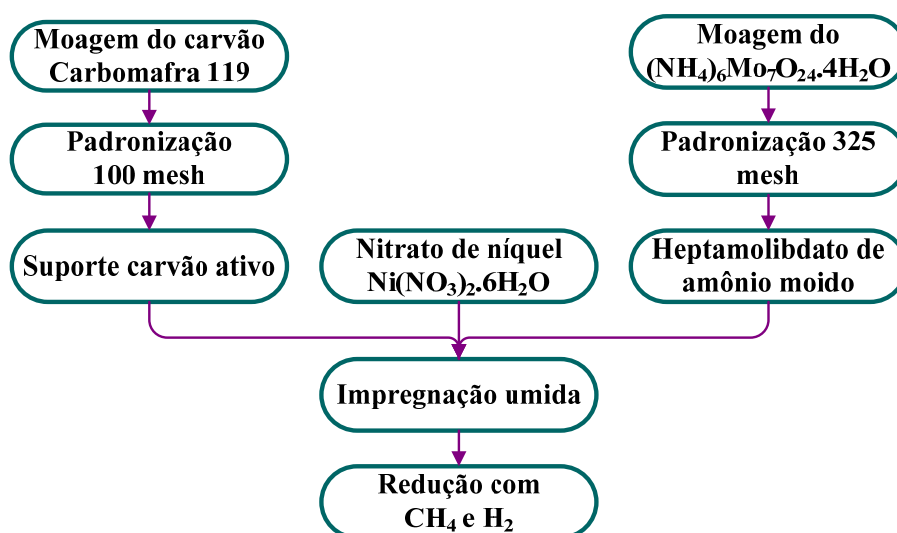 Moagem do carvão
Carbomafra 119
Moagem do
(NH₄)₆Mo₇O₂₄.4H₂O
Padronização
100 mesh
Padronização 325
mesh
Suporte carvão ativo
Nitrato de níquel
Ni(NO₃)₂.6H₂O
Heptamolibdato de
amônio moido
Impregnação umida
Redução com
CH₄ e H₂